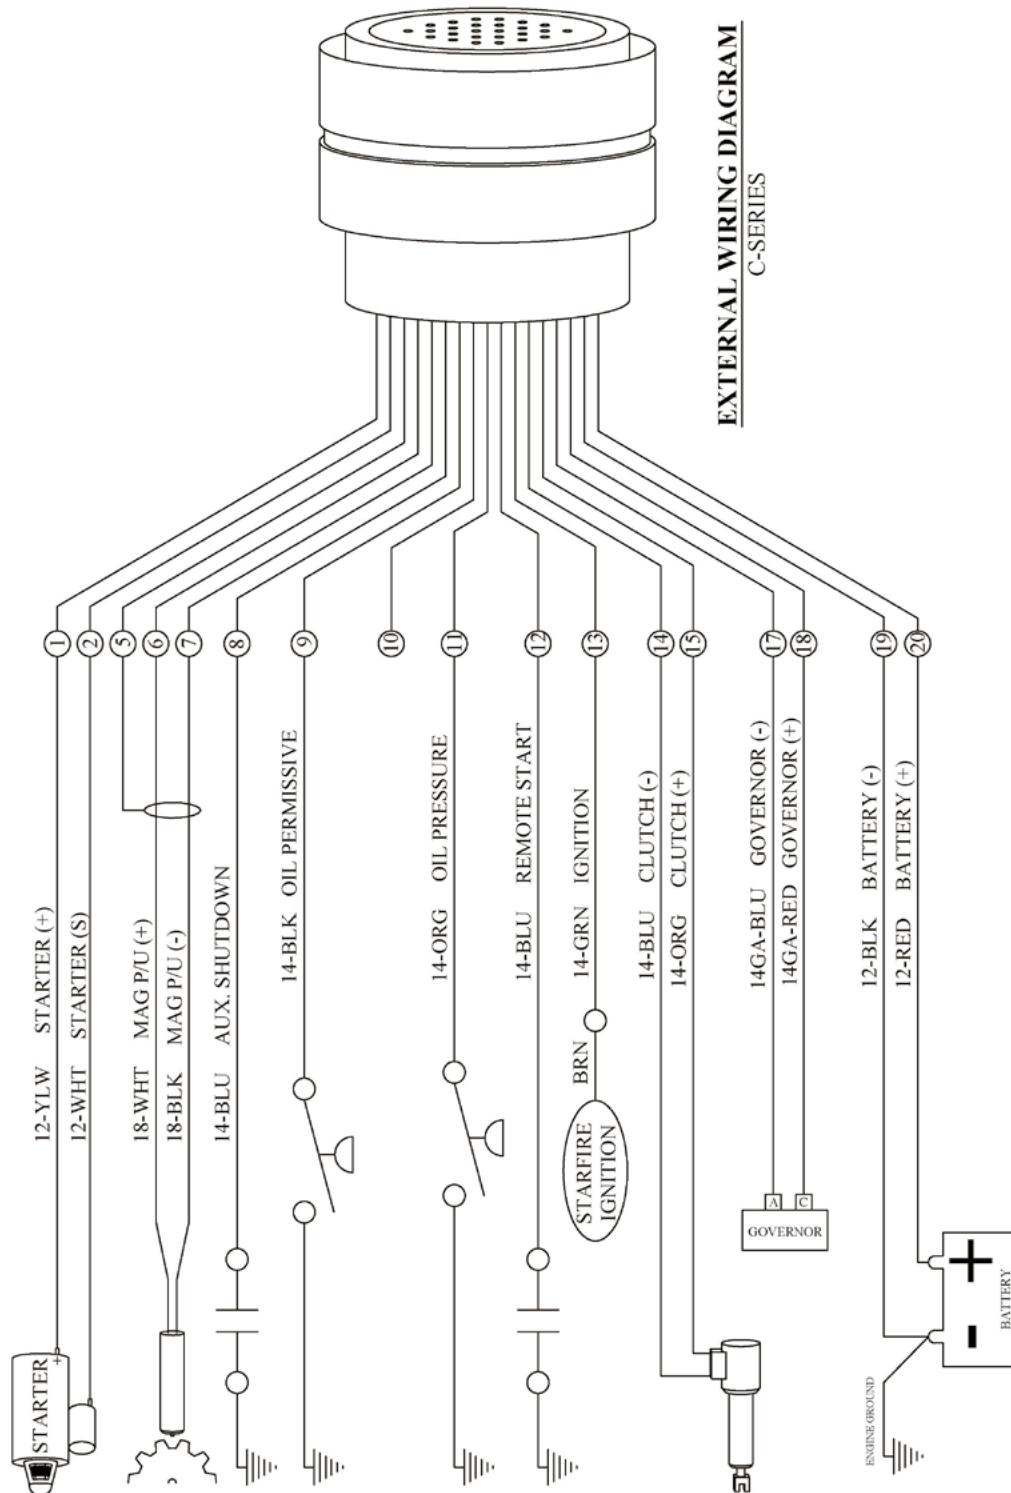 EXTERNAL WIRING DIAGRAM
C-SERIES
1
2
5
6
7
8
9
10
11
12
13
14
15
17
18
19
20
12-YLW STARTER (+)
12-WHT STARTER (S)
18-WHT MAG P/U (+)
18-BLK MAG P/U (-)
14-BLU AUX. SHUTDOWN
14-BLK OIL PERMISSIVE
14-ORG OIL PRESSURE
14-BLU REMOTE START
14-GRN IGNITION
14-BLU CLUTCH (-)
14-ORG CLUTCH (+)
14GA-BLU GOVERNOR (-)
14GA-RED GOVERNOR (+)
12-BLK BATTERY (-)
12-RED BATTERY (+)
STARTER
+
BRN
STARFIRE
IGNITION
A
C
GOVERNOR
ENGINE GROUND
- +
BATTERY